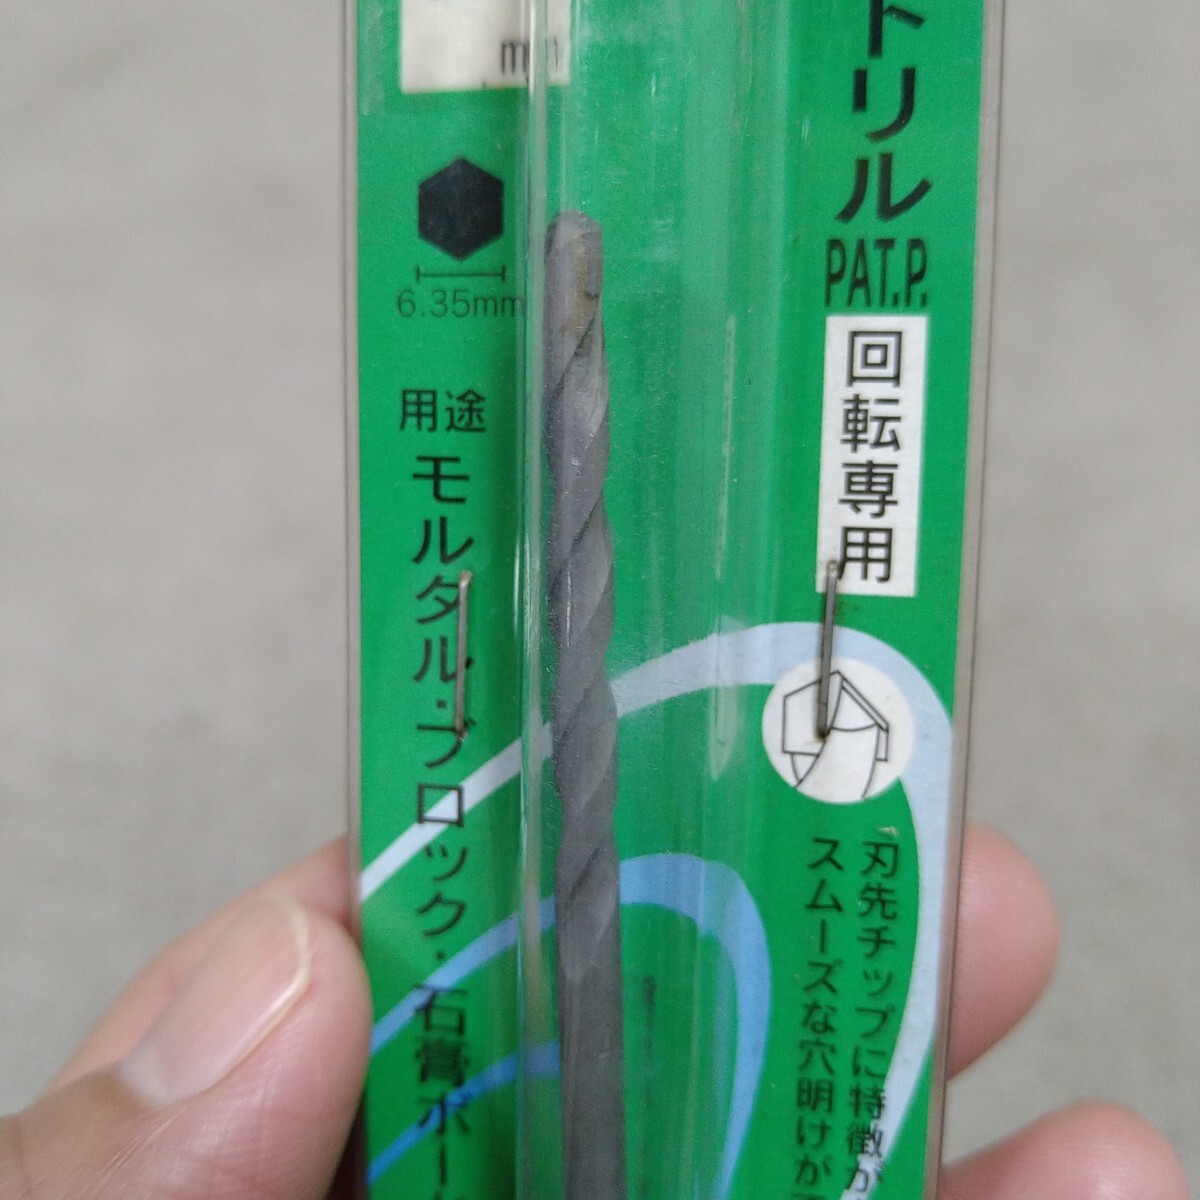 mm
6.35mm
用途
モルタル・ブロック・石膏ボード
トリル
PAT.P.
回転専用
刃先チップに特徴が
スムーズな穴明けが